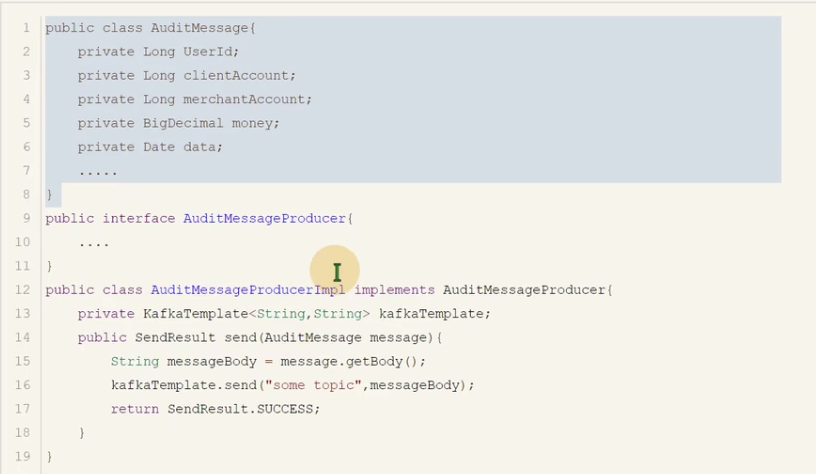 1 public class AuditMessage{
2     private Long UserId;
3     private Long clientAccount;
4     private Long merchantAccount;
5     private BigDecimal money;
6     private Date data;
7     .....
8 }
9 public interface AuditMessageProducer{
10     ....
11 }
12 public class AuditMessageProducerImpl implements AuditMessageProducer{
13     private KafkaTemplate<String,String> kafkaTemplate;
14     public SendResult send(AuditMessage message){
15         String messageBody = message.getBody();
16         kafkaTemplate.send("some topic",messageBody);
17         return SendResult.SUCCESS;
18     }
19 }